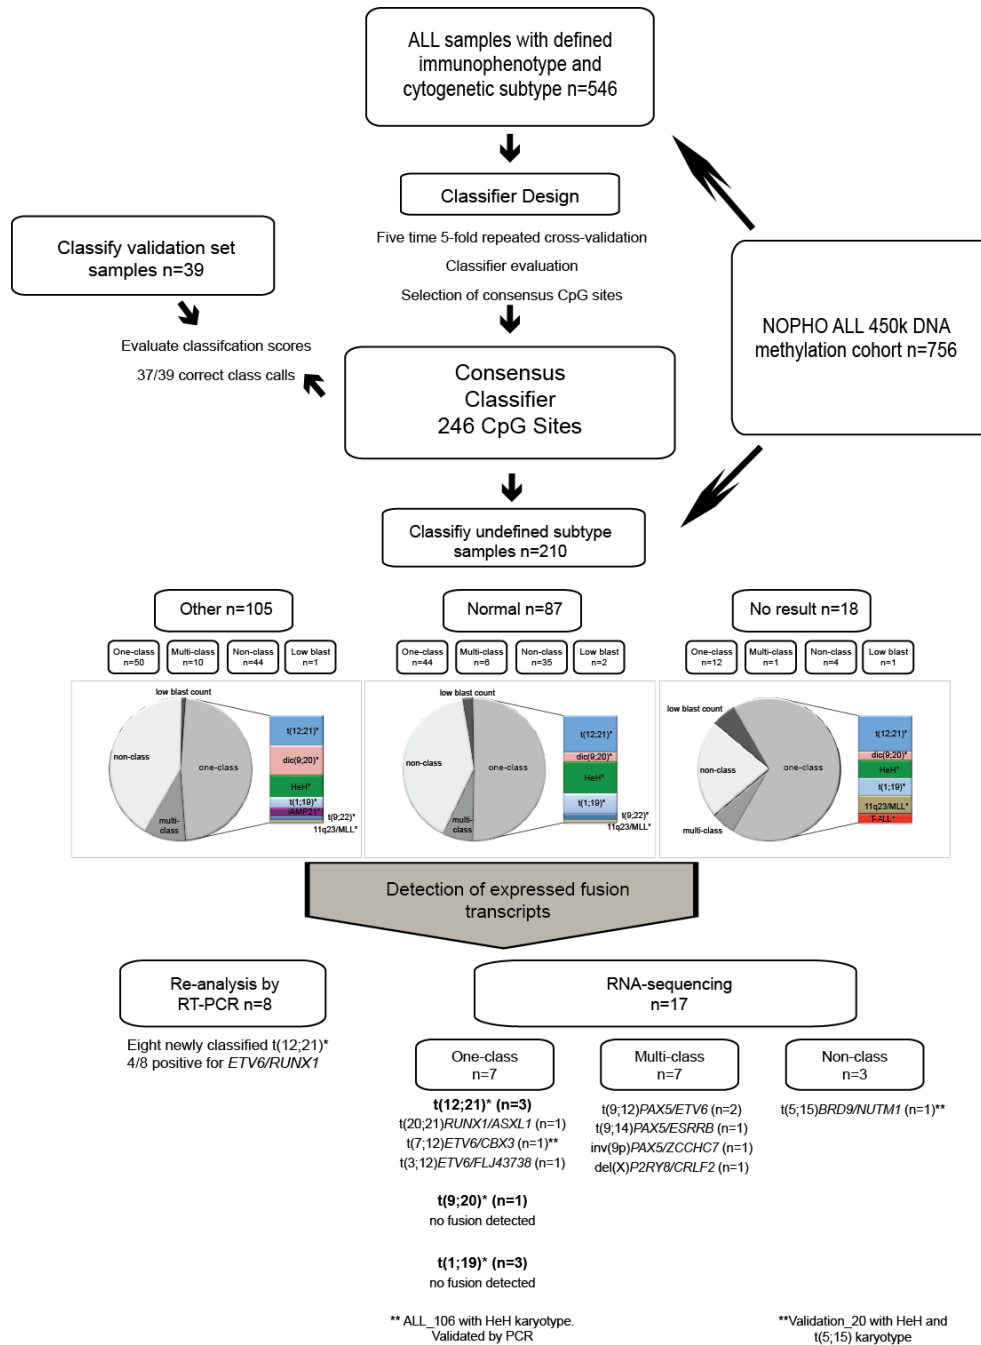 ALL samples with defined
immunophenotype and
cytogenetic subtype n=546
Classifier Design
Five time 5-fold repeated cross-validation
Classifier evaluation
Selection of consensus CpG sites
Classify validation set
samples n=39
Evaluate classifcation scores
37/39 correct class calls
NOPHO ALL 450k DNA
methylation cohort n=756
Consensus
Classifier
246 CpG Sites
Classifiy undefined subtype
samples n=210
Other n=105
One-class
n=50
Multi-class
n=10
Non-class
n=44
Low blast
n=1
Normal n=87
One-class
n=44
Multi-class
n=6
Non-class
n=35
Low blast
n=2
No result n=18
One-class
n=12
Multi-class
n=1
Non-class
n=4
Low blast
n=1
low blast count
non-class
one-class
multi-
class
t(12;21)*
dic(9;20)*
HeH*
t(1;19)*
iAMP21*
t(9;22)*
11q23/MLL*
low blast count
non-class
one-class
multi-
class
t(12;21)*
dic(9;20)*
HeH*
t(1;19)*
t(9;22)*
11q23/MLL*
low blast count
non-class
one-class
multi-class
t(12;21)*
dic(9;20)*
HeH*
t(1;19)*
11q23/MLL*
T-ALL*
Detection of expressed fusion
transcripts
Re-analysis by
RT-PCR n=8
Eight newly classified t(12;21)*
4/8 positive for ETV6/RUNX1
RNA-sequencing
n=17
One-class
n=7
t(12;21)* (n=3)
t(20;21)RUNX1/ASXL1 (n=1)
t(7;12)ETV6/CBX3 (n=1)**
t(3;12)ETV6/FLJ43738 (n=1)
t(9;20)* (n=1)
no fusion detected
t(1;19)* (n=3)
no fusion detected
** ALL_106 with HeH karyotype.
Validated by PCR
Multi-class
n=7
t(9;12)PAX5/ETV6 (n=2)
t(9;14)PAX5/ESRRB (n=1)
inv(9p)PAX5/ZCCHC7 (n=1)
del(X)P2RY8/CRLF2 (n=1)
Non-class
n=3
t(5;15)BRD9/NUTM1 (n=1)**
**Validation_20 with HeH and
t(5;15) karyotype